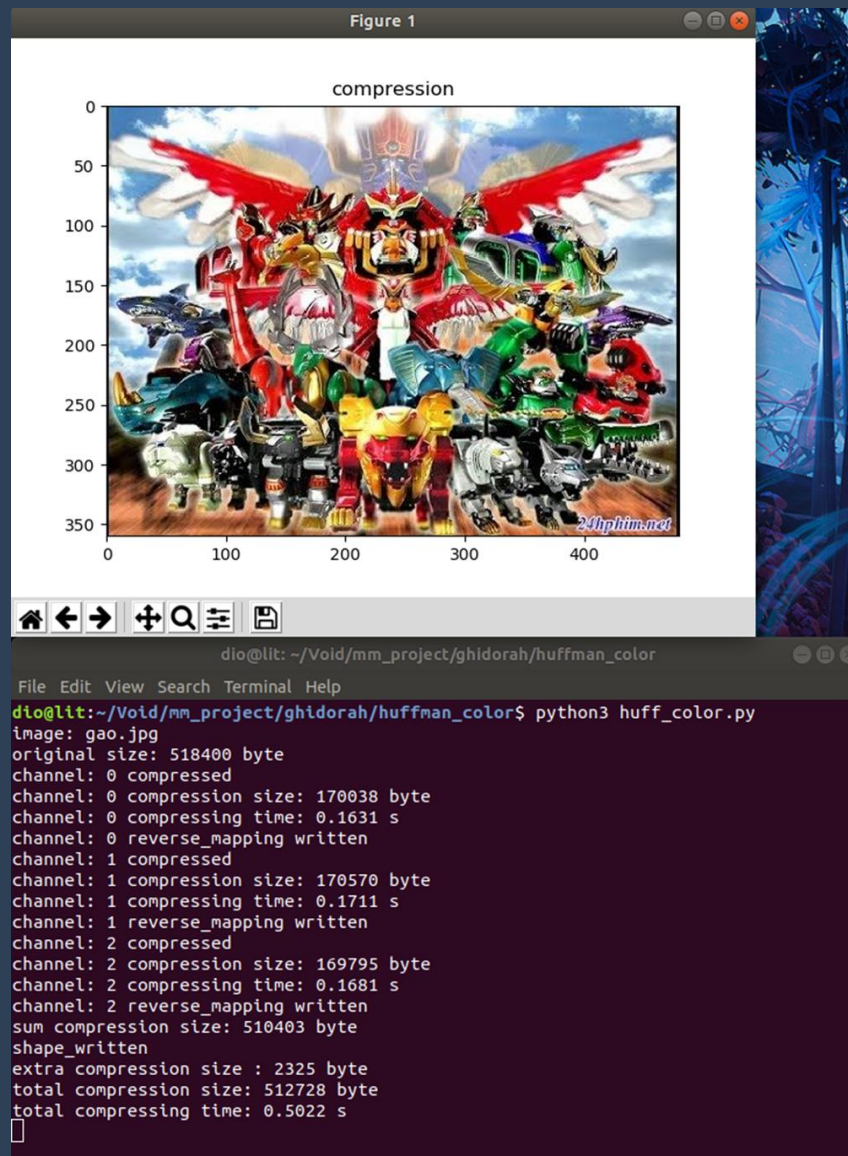 Figure 1
compression
0
50
100
150
200
250
300
350
0 100 200 300 400
24hphim.net
dio@lit: ~/Void/mm_project/ghidorah/huffman_color
File Edit View Search Terminal Help
dio@lit:~/Void/mm_project/ghidorah/huffman_color$ python3 huff_color.py
image: gao.jpg
original size: 518400 byte
channel: 0 compressed
channel: 0 compression size: 170038 byte
channel: 0 compressing time: 0.1631 s
channel: 0 reverse_mapping written
channel: 1 compressed
channel: 1 compression size: 170570 byte
channel: 1 compressing time: 0.1711 s
channel: 1 reverse_mapping written
channel: 2 compressed
channel: 2 compression size: 169795 byte
channel: 2 compressing time: 0.1681 s
channel: 2 reverse_mapping written
sum compression size: 510403 byte
shape_written
extra compression size : 2325 byte
total compression size: 512728 byte
total compressing time: 0.5022 s